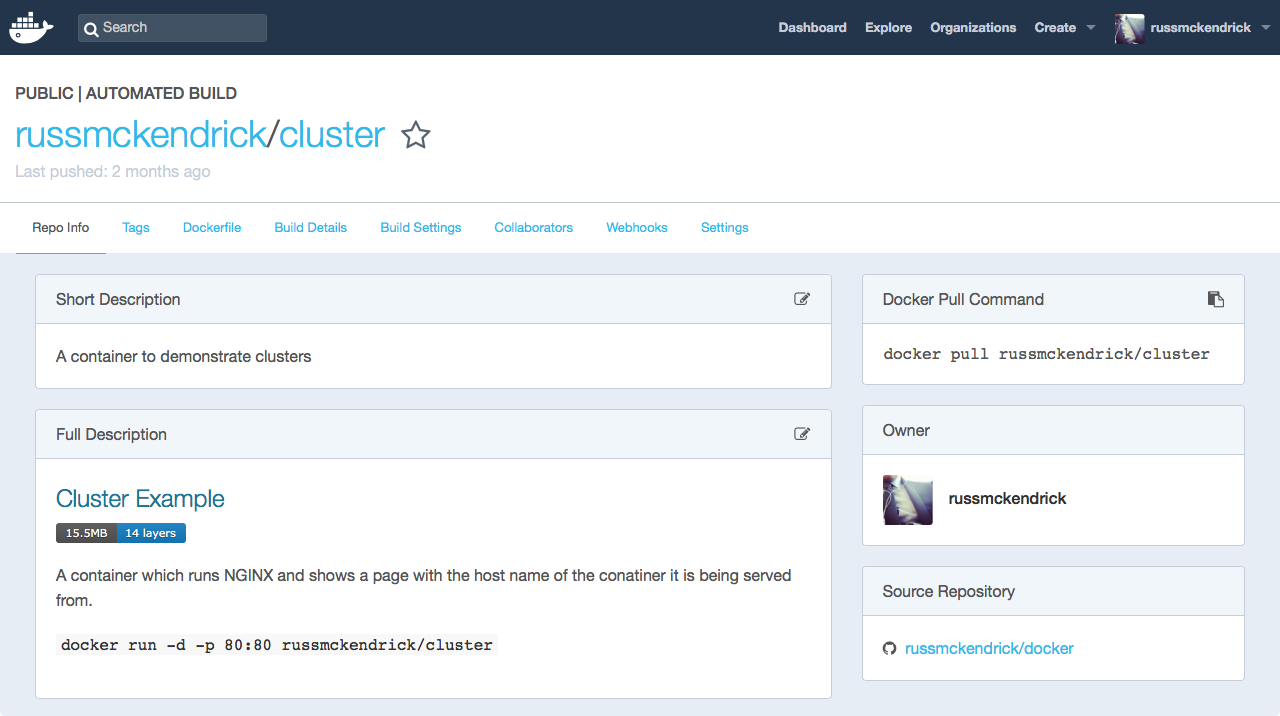 Search
Dashboard Explore Organizations Create russmckendrick
PUBLIC | AUTOMATED BUILD
russmckendrick/cluster
Last pushed: 2 months ago
Repo Info Tags Dockerfile Build Details Build Settings Collaborators Webhooks Settings
Short Description
A container to demonstrate clusters
Full Description
Cluster Example
15.5MB 14 layers
A container which runs NGINX and shows a page with the host name of the conatiner it is being served
from.
docker run -d -p 80:80 russmckendrick/cluster
Docker Pull Command
docker pull russmckendrick/cluster
Owner
russmckendrick
Source Repository
russmckendrick/docker